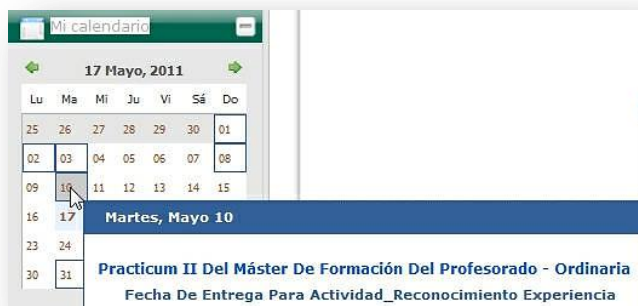 Mi calendario
17 Mayo, 2011
Lu Ma Mi Ju Vi Sá Do
25 26 27 28 29 30 01
02 03 04 05 06 07 08
09 10 11 12 13 14 15
16 17 Martes, Mayo 10
23 24
30 31 Practicum II Del Máster De Formación Del Profesorado - Ordinaria
Fecha De Entrega Para Actividad_Reconocimiento Experiencia